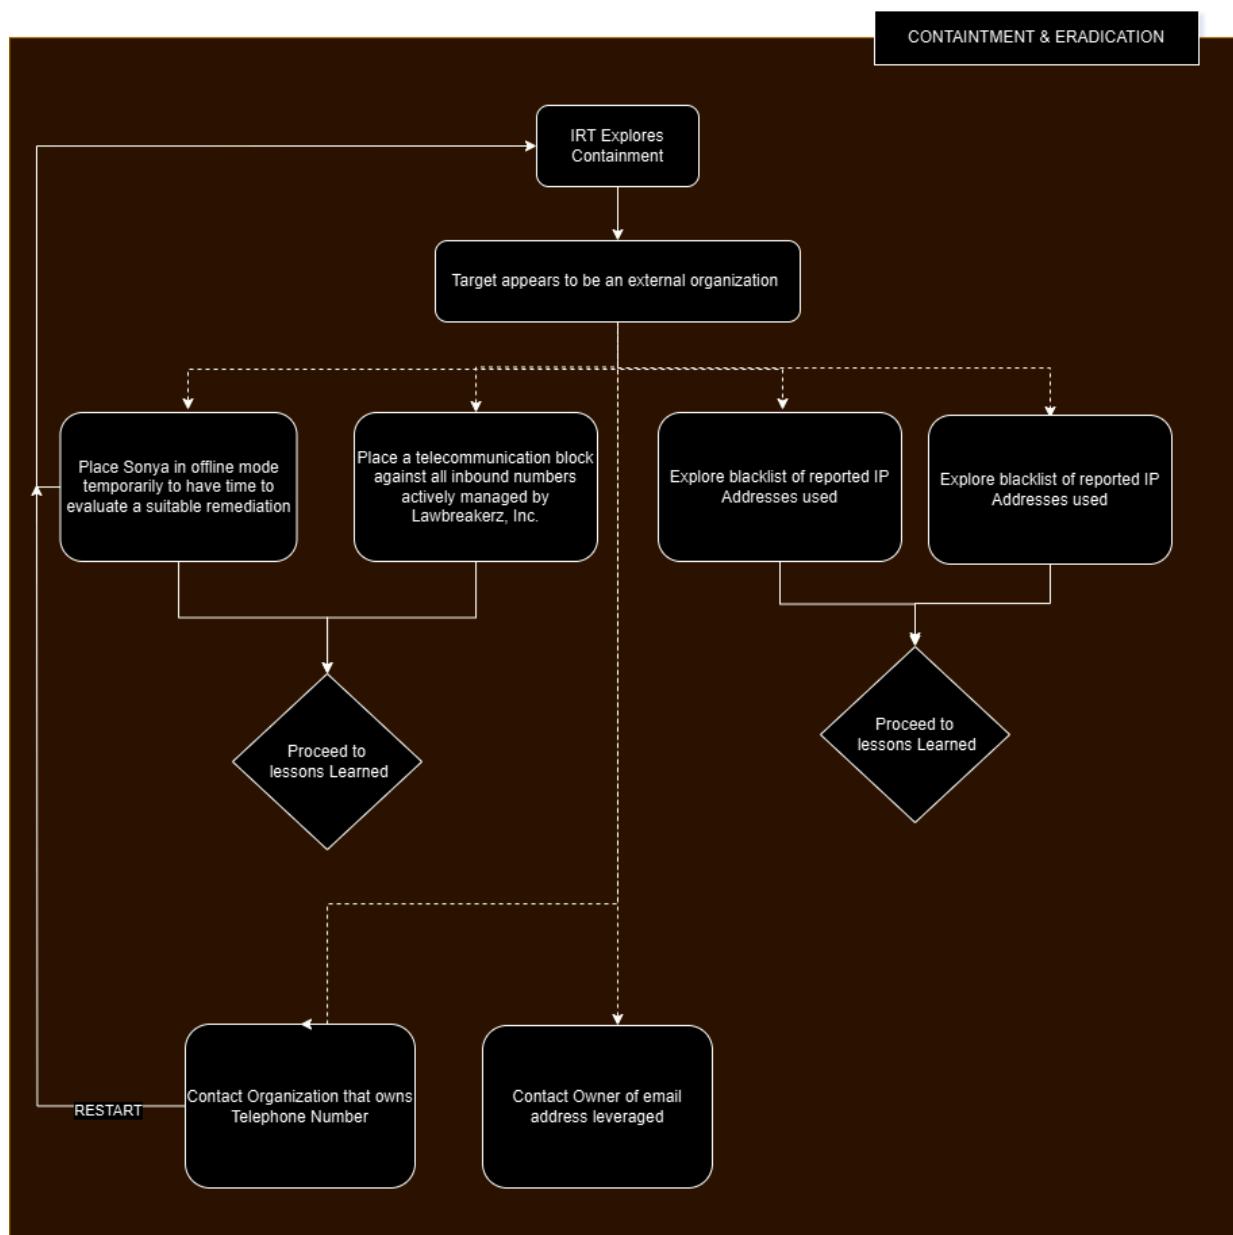 CONTAINTMENT & ERADICATION
IRT Explores
Containment
Target appears to be an external organization
Place Sonya in offline mode
temporarily to have time to
evaluate a suitable remediation
Place a telecommunication block
against all inbound numbers
actively managed by
Lawbreakerz, Inc.
Explore blacklist of reported IP
Addresses used
Explore blacklist of reported IP
Addresses used
Proceed to
lessons Learned
Proceed to
lessons Learned
RESTART
Contact Organization that owns
Telephone Number
Contact Owner of email
address leveraged